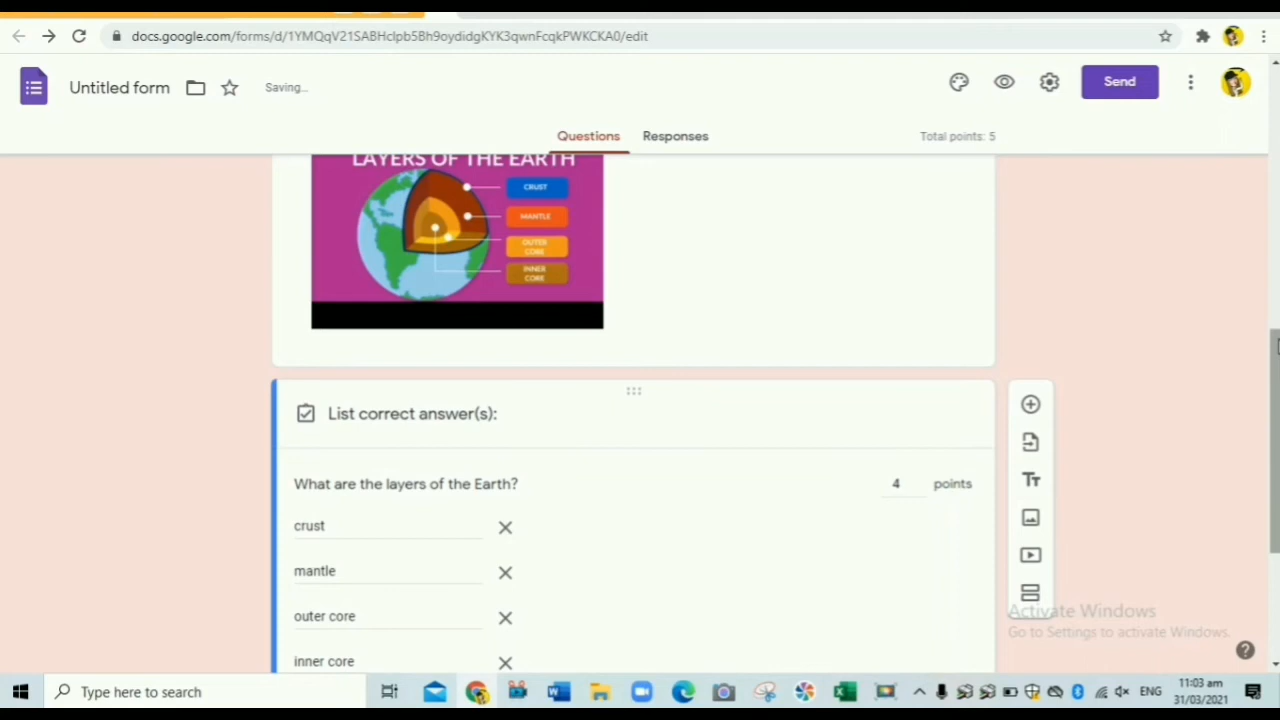 docs.google.com/forms/d/1YMQqV21SABHclpb5Bh9oydidgKYK3qwnFcqkPWKCKA0/edit
Untitled form
Saving...
Send
Questions
Responses
Total points: 5
LAYERS OF THE EARTH
CRUST
MANTLE
OUTER
CORE
INNER
CORE
List correct answer(s):
What are the layers of the Earth?
4 points
crust
mantle
outer core
inner core
Activate Windows
Go to Settings to activate Windows.
Type here to search
ENG
11:03 am
31/03/2021